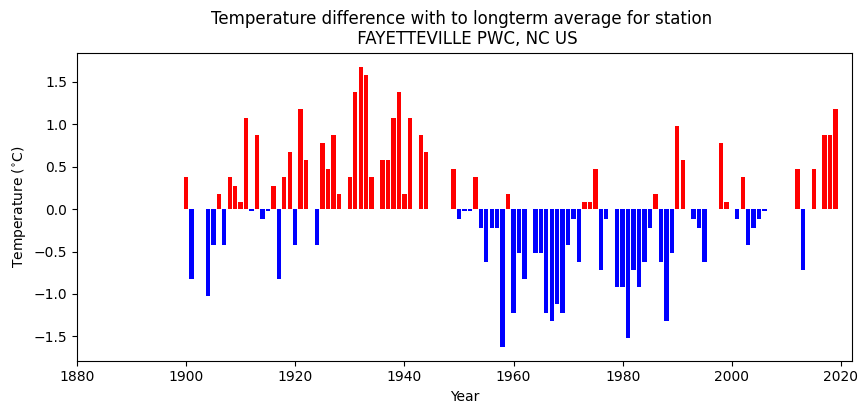 Temperature difference with to longterm average for station
FAYETTEVILLE PWC, NC US
Temperature (°C)
1.5
1.0
0.5
0.0
−0.5
−1.0
−1.5
1880 1900 1920 1940 1960 1980 2000 2020
Year